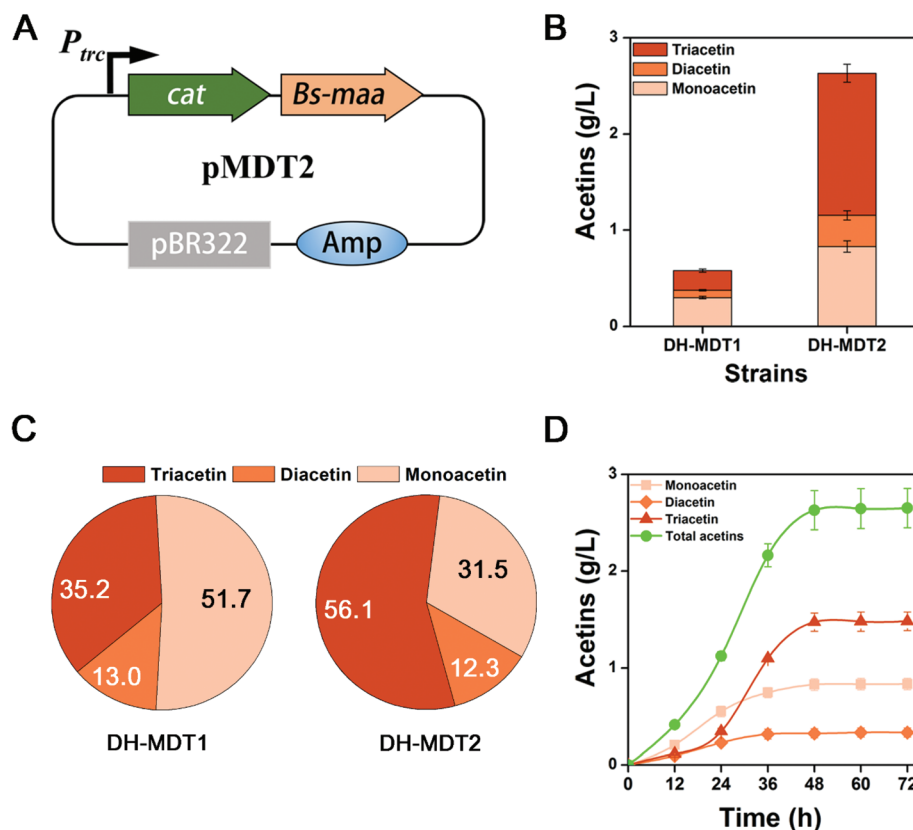 A
P trc
cat
Bs-maa
pMDT2
pBR322
Amp
B
Acetins (g/L)
3
2
1
0
Triacetin
Diacetin
Monoacetin
DH-MDT1
DH-MDT2
Strains
C
Triacetin
Diacetin
Monoacetin
35.2
51.7
13.0
DH-MDT1
56.1
31.5
12.3
DH-MDT2
D
Acetins (g/L)
3
2
1
0
Monoacetin
Diacetin
Triacetin
Total acetins
0
12
24
36
48
60
72
Time (h)